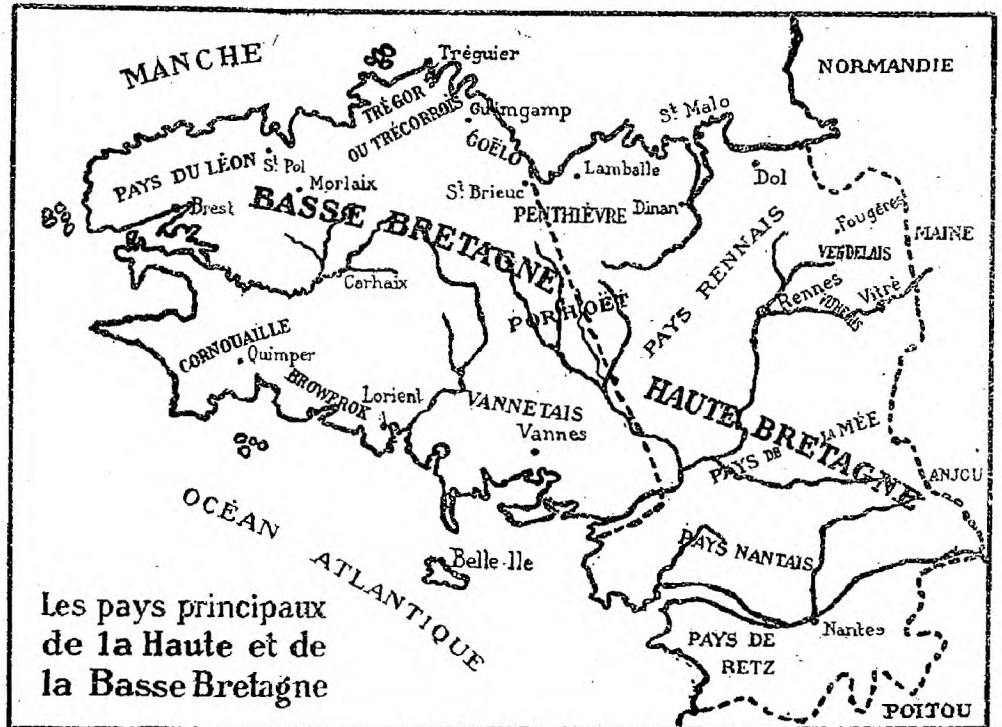 MANCHE
Tréguier
NORMANDIE
TRÉGOR
OU TRÉCORROIS
Guimgamp
GOËLO
St Malo
PAYS DU LÉON
St Pol
Morlaix
Lamballe
Dol
St Brieuc
Brest
BASSE BRETAGNE
PENTHIÈVRE
Dinan
Fougères
MAINE
VENDELAIS
PAYS RENNAIS
Rennes
Vitré
Carhaix
PORHOËT
CORNOUAILLE
Quimper
Lorient
VANNETAIS
Vannes
HAUTE BRETAGNE
PAYS DE LA MÉE
ANJOU
OCÉAN ATLANTIQUE
Belle-Ile
PAYS NANTAIS
Nantes
PAYS DE
RETZ
POITOU
Les pays principaux
de la Haute et de
la Basse Bretagne